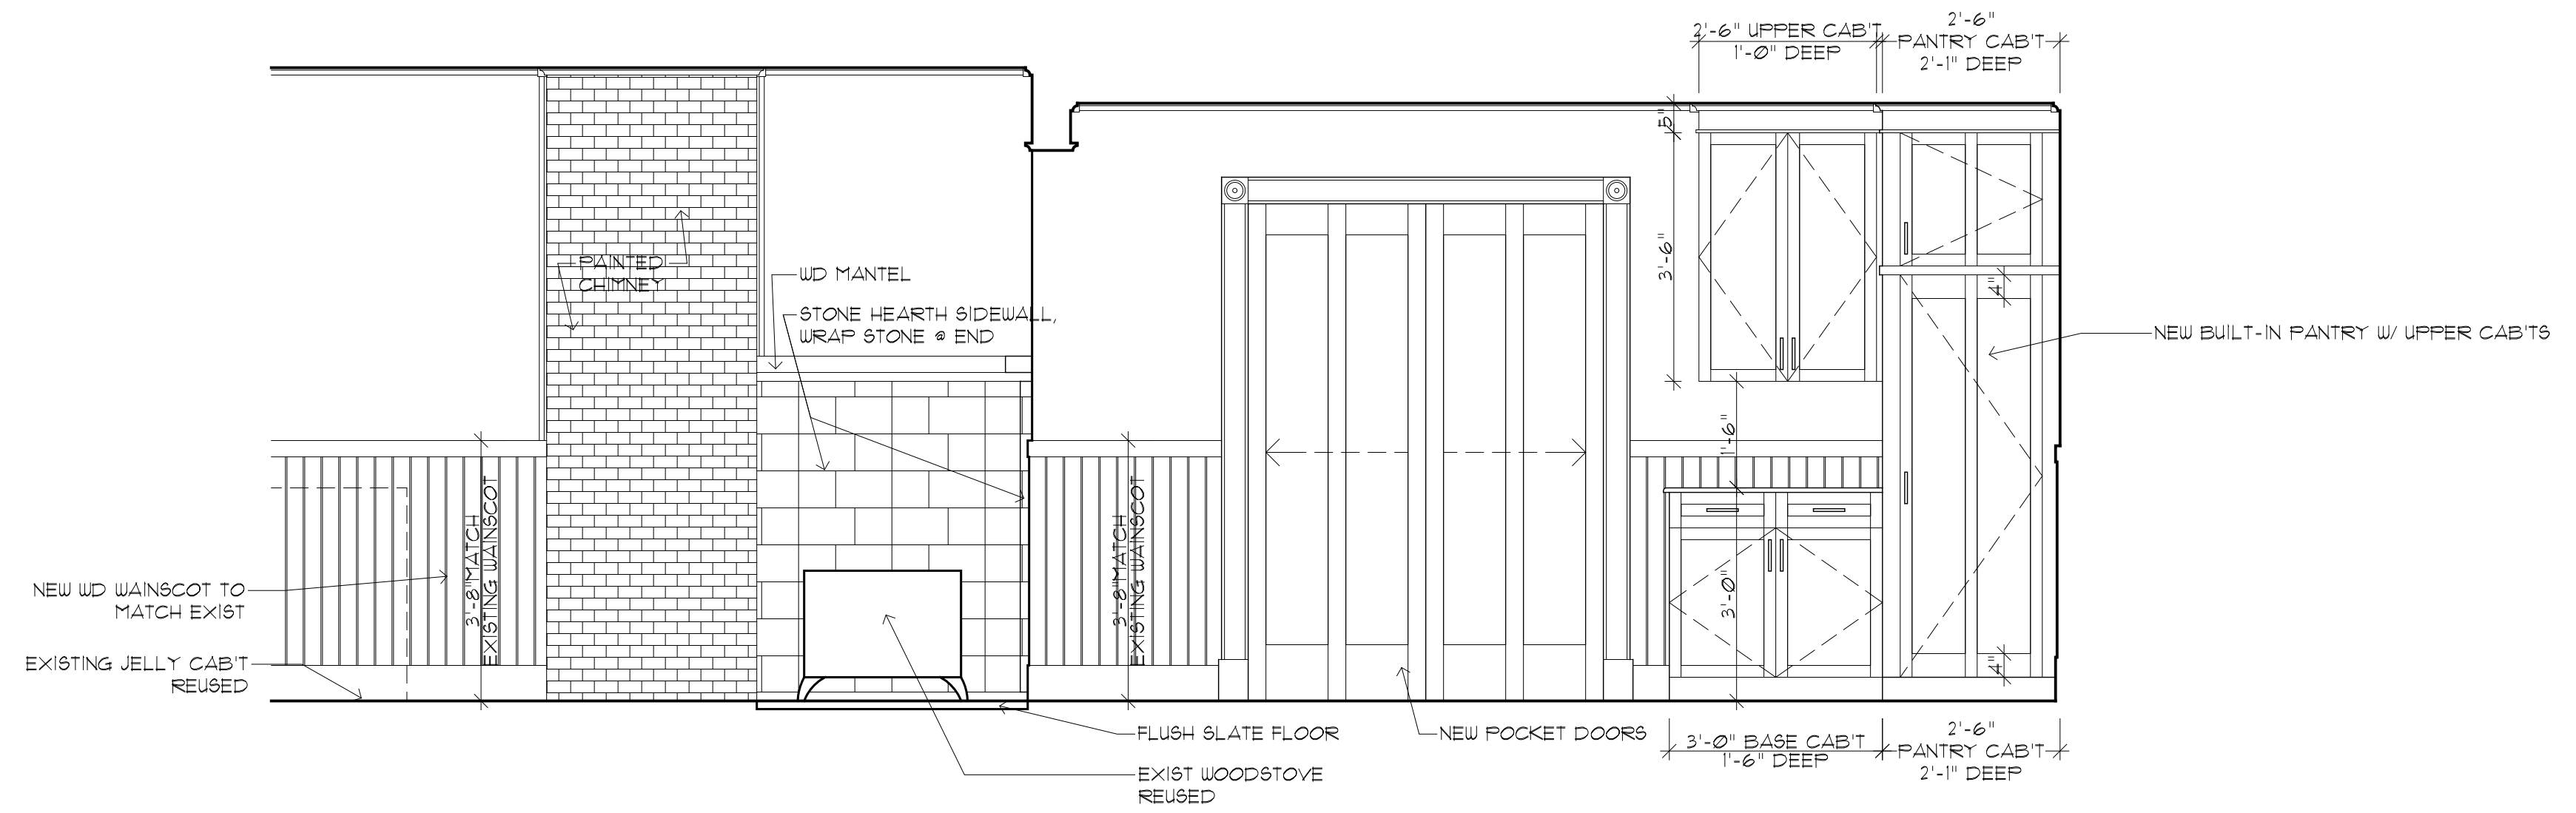 2'-6" UPPER CAB'T
1'-0" DEEP
2'-6"
PANTRY CAB'T
2'-1" DEEP
5"
3'-6"
1'-6"
3'-0"
4"
4"
PAINTED
CHIMNEY
WD MANTEL
STONE HEARTH SIDEWALL,
WRAP STONE @ END
NEW BUILT-IN PANTRY W/ UPPER CAB'TS
3'-8" MATCH
EXISTING WAINSCOT
3'-8" MATCH
EXISTING WAINSCOT
NEW WD WAINSCOT TO
MATCH EXIST
EXISTING JELLY CAB'T
REUSED
FLUSH SLATE FLOOR
EXIST WOODSTOVE
REUSED
NEW POCKET DOORS
3'-0" BASE CAB'T
1'-6" DEEP
2'-6"
PANTRY CAB'T
2'-1" DEEP